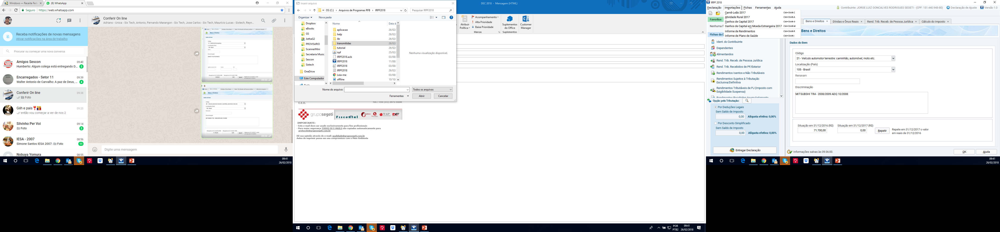 Windows — Receita Fede
(6) WhatsApp
Seguro
https://web.whatsapp.com
Receba notificações de novas mensagens
Ativar notificações na área de trabalho
Procurar ou começar uma nova conversa
Amigos Sescon
09:40
Humberto: Algum colega está entregando D...
2
Encarregados - Setor 11
09:39
Walter Antonio de Carvalho: A paz de Deus, ...
4
Conferir On line
09:38
Foto
Giih e pais
09:20
então vou começar a ver de nos 2
Silvinho Per Voi
09:14
Foto
2
IESA - 2007
08:56
Simone Santos IESA 2007: Foto
11
Nobuya Yomura
08:55
Conferir On line
Adriano - Unica - Six Tech, Antonio, Fernando Marangon - Six Tech, Jose Carlos - Six Tech, Maurício Lucas - Sixtech, Reyn...
Bens e Direitos
Bens e Direitos
Digite uma mensagem
09:41
26/02/2018
Inserir arquivo
OS (C:)
Arquivos de Programas RFB
IRPF2018
Pesquisar IRPF2018
Organizar
Nova pasta
Dropbox
eBooks
GS
JothaG2
PROVISóRIO
ScannerMini
Secretaria Music
Sescon
Sixtech
OneDrive
Este Computador
Nome
Data d
aplicacao
26/02/
help
26/02/
lib
26/02/
transmitidas
26/02/
tutorial
26/02/
irpf
25/02/
IRPF2018.acb
03/08/
IRPF2018
11/08/
IRPF2018
03/08/
IRPF2018
26/02/
Leia-me
03/08/
offline
10/10/
Nenhuma visualização disponível.
Nome do arquivo:
Todos os arquivos
Ferramentas
Abrir
Cancelar
DEC 2018 - Mensagem (HTML)
Atribuir
Política
Acompanhamento
Alta Prioridade
Baixa Prioridade
Marcas
Suplementos
do Office
Suplementos
Customer
Manager
C.E.O.
Tel.: +55 (11) 2971-5500
gruposegeti
Fiscontal
TAP
IMPORTANTE:
- Este e-mail deve ser usado exclusivamente para fins profissionais
- Para maior segurança TODOS OS E-MAILS são copiados automaticamente para
protocolo@gruposegeti.com.br
Dê sua opinião através do e-mail: qualidade@gruposegeti.com.br
Antes de imprimir pense em seu compromisso com o Meio Ambiente
POR
PTB2
09:41
26/02/2018
IRPF 2018
Declaração
Importações
Fichas
Ferramentas
Ajuda
Contribuinte: JORGE LUIZ GONCALVES RODRIGUES SEGETI - (CPF: 151.440.948-80)
Declaração de Ajuste
Versão 1.0
Carnê-Leão 2017
Ctrl+Shift-C
Atividade Rural 2017
Ctrl+Shift-A
Ganhos de Capital 2017
Ctrl+Shift-G
Ganhos de Capital em Moeda Estrangeira 2017
Ctrl+Shift-M
Informe de Rendimentos
Ctrl+Shift-R
Informe de Plano de Saúde
Ctrl+Shift-I
Favoritos
Nenhuma f
Fichas da D
Ident. do Contribuinte
Dependentes
Alimentandos
Rend. Trib. Receb. de Pessoa Jurídica
Rend. Trib. Recebidos de PF/Exterior
Rendimentos Isentos e Não Tributáveis
Rendimentos Sujeitos à Tributação
Exclusiva/Definitiva
Rendimentos Tributáveis de PJ (Imposto com
Exigibilidade Suspensa)
Rendimentos Recebidos Acumuladamente
Opção pela Tributação:
Por Deduções Legais
Sem Saldo de Imposto
0,00
Alíquota efetiva: 0,00%
Por Desconto Simplificado
Sem Saldo de Imposto
0,00
Alíquota efetiva: 0,00%
Entregar Declaração
Bens e Direitos
Dívidas e Ônus Reais
Rend. Trib. Receb. de Pessoa Jurídica
Cálculo do Imposto
Bens e Direitos
Dados do Bem
Código
21 - Veículo automotor terrestre: caminhão, automóvel, moto etc.
Localização (País)
105 - Brasil
Renavam
Discriminação
MITSUBSHI TR4 - 2008/2009 ADQ 10/2008
Situação em 31/12/2016 (R$)
71.700,00
Situação em 31/12/2017 (R$)
0,00
Repetir
Repete em 31/12/2017 o valor
em reais de 31/12/2016
Informações salvas às 09:36:00.
OK
Ajuda
09:41
26/02/2018